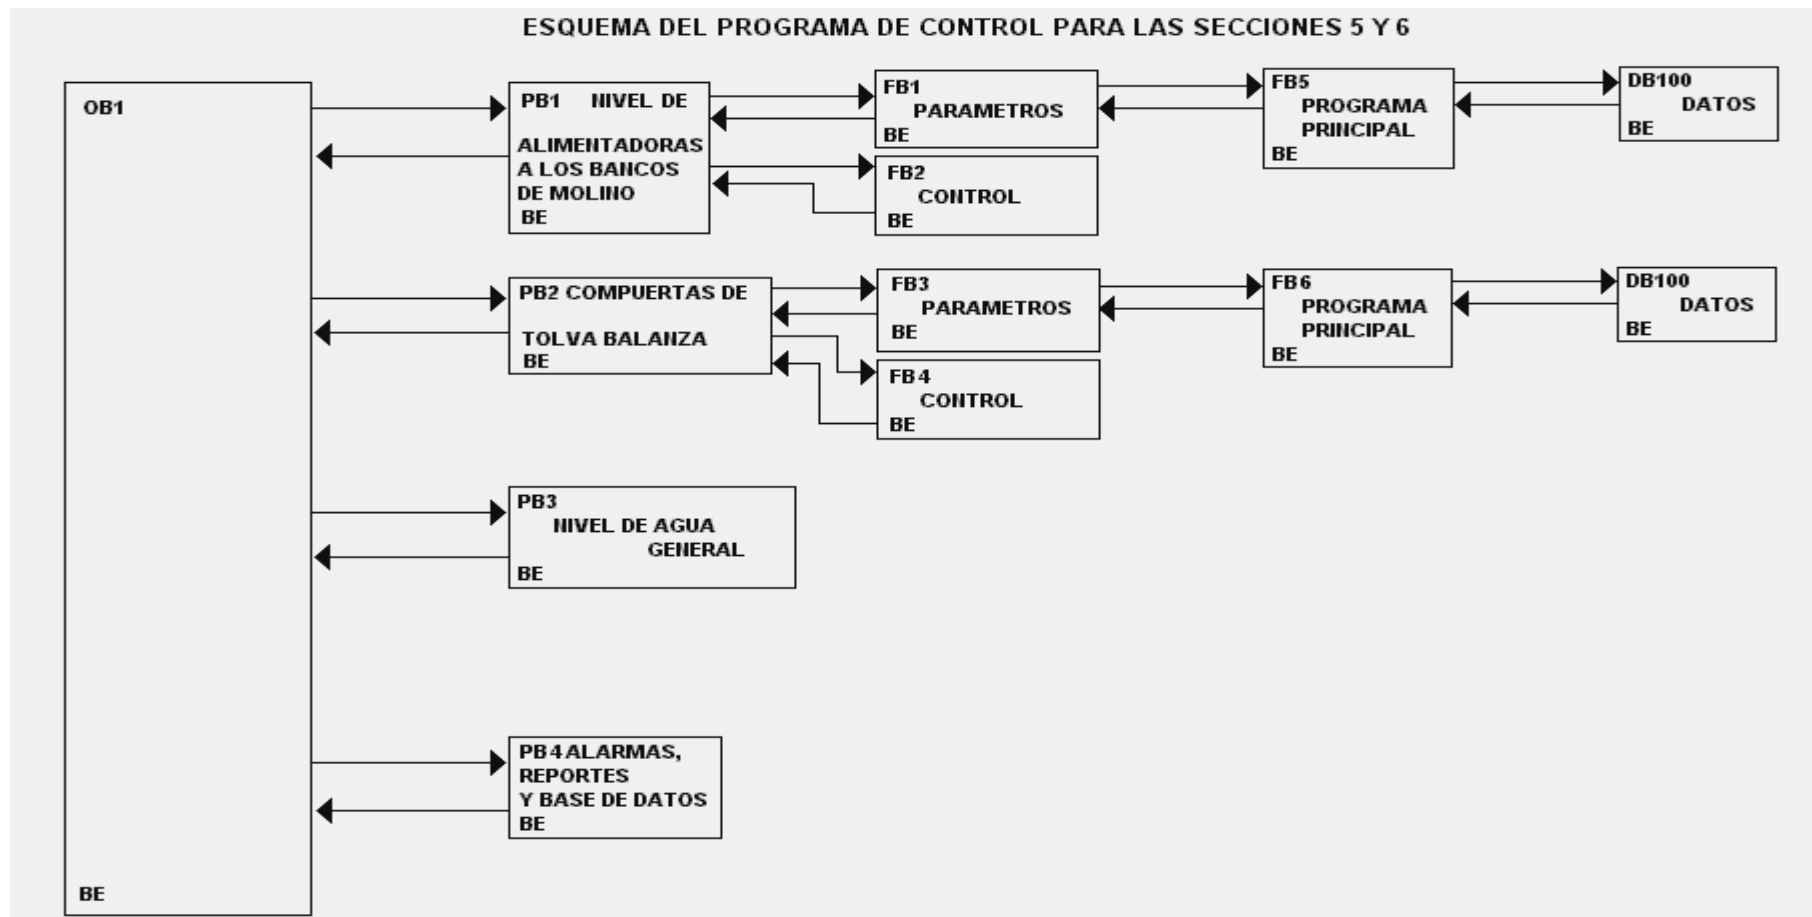 ESQUEMA DEL PROGRAMA DE CONTROL PARA LAS SECCIONES 5 Y 6
OB1
BE
PB1 NIVEL DE
ALIMENTADORAS
A LOS BANCOS
DE MOLINO
BE
FB1
PARAMETROS
BE
FB2
CONTROL
BE
FB5
PROGRAMA
PRINCIPAL
BE
DB100
DATOS
BE
PB2 COMPUERTAS DE
TOLVA BALANZA
BE
FB3
PARAMETROS
BE
FB4
CONTROL
BE
FB6
PROGRAMA
PRINCIPAL
BE
DB100
DATOS
BE
PB3
NIVEL DE AGUA
GENERAL
BE
PB4 ALARMAS,
REPORTES
Y BASE DE DATOS
BE